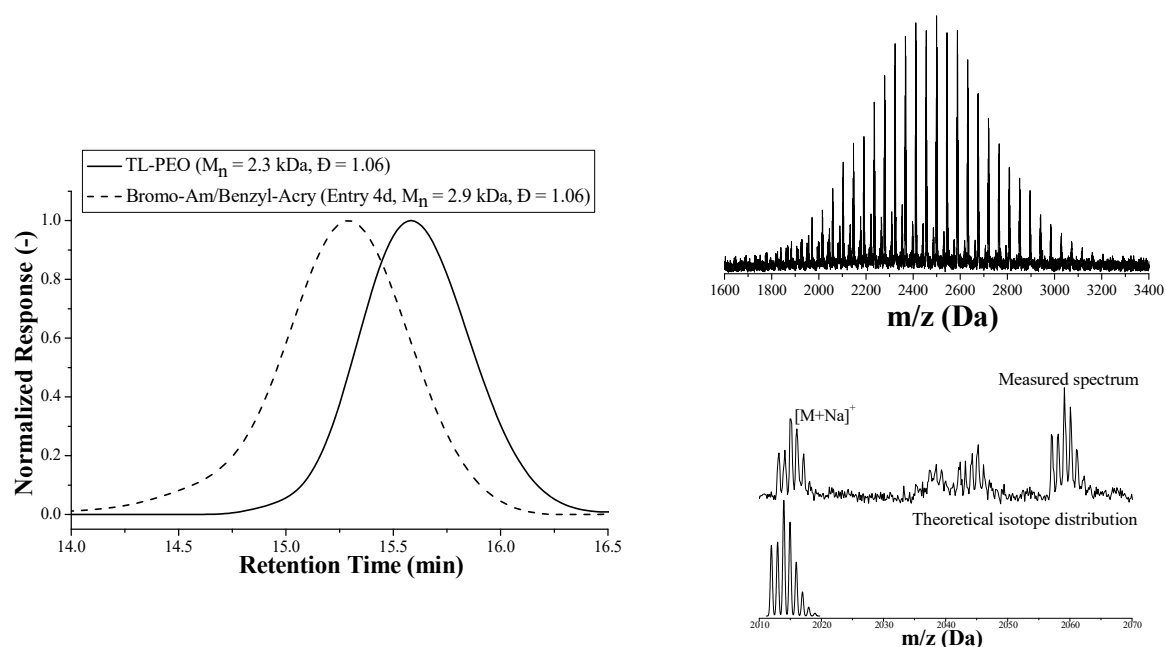 TL-PEO (Mn = 2.3 kDa, Đ = 1.06)
Bromo-Am/Benzyl-Acry (Entry 4d, Mn = 2.9 kDa, Đ = 1.06)
Normalized Response (-)
1.0
0.8
0.6
0.4
0.2
0.0
14.0 14.5 15.0 15.5 16.0 16.5
Retention Time (min)
1600 1800 2000 2200 2400 2600 2800 3000 3200 3400
m/z (Da)
Measured spectrum
[M+Na]+
Theoretical isotope distribution
2010 2020 2030 2040 2050 2060 2070
m/z (Da)